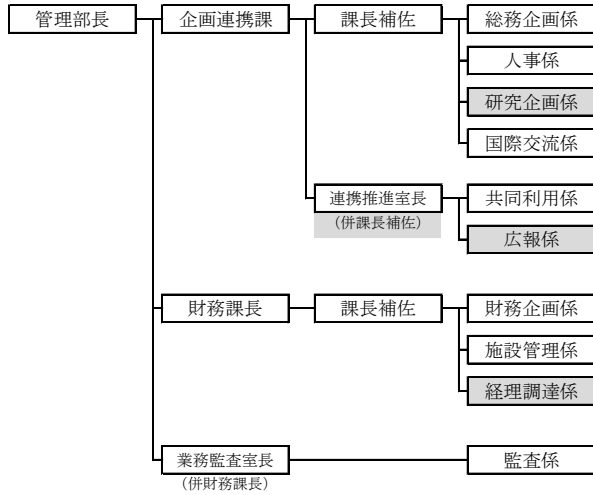 管理部長
企画連携課
課長補佐
総務企画係
人事係
研究企画係
国際交流係
連携推進室長
(併課長補佐)
共同利用係
広報係
財務課長
課長補佐
財務企画係
施設管理係
経理調達係
業務監査室長
(併財務課長)
監査係